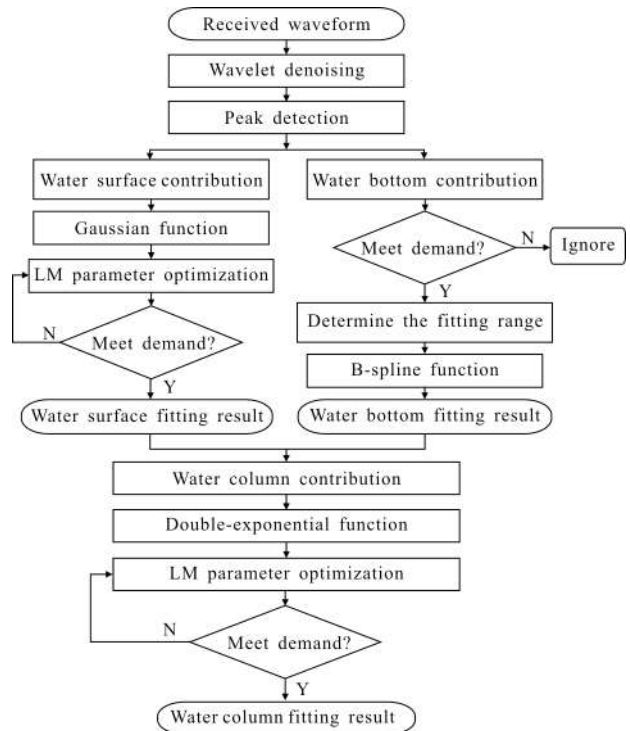 Received waveform
Wavelet denoising
Peak detection
Water surface contribution
Water bottom contribution
Gaussian function
Meet demand?
N
Ignore
LM parameter optimization
Y
N
Meet demand?
Determine the fitting range
Y
B-spline function
Water surface fitting result
Water bottom fitting result
Water column contribution
Double-exponential function
LM parameter optimization
N
Meet demand?
Y
Water column fitting result